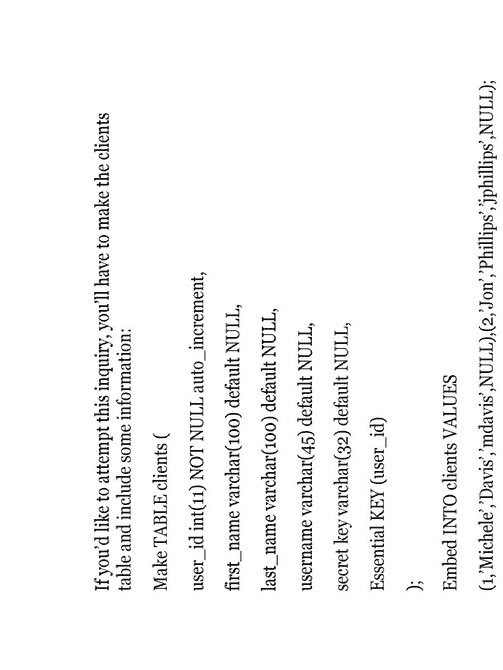 If you’d like to attempt this inquiry, you’ll have to make the clients
table and include some information:
Make TABLE clients (
user_id int(11) NOT NULL auto_increment,
first_name varchar(100) default NULL,
last_name varchar(100) default NULL,
username varchar(45) default NULL,
secret key varchar(32) default NULL,
Essential KEY (user_id)
);
Embed INTO clients VALUES
(1,’Michele’,’Davis’,’mdavis’,NULL),(2,’Jon’,’Phillips’,’jphillips’,NULL);